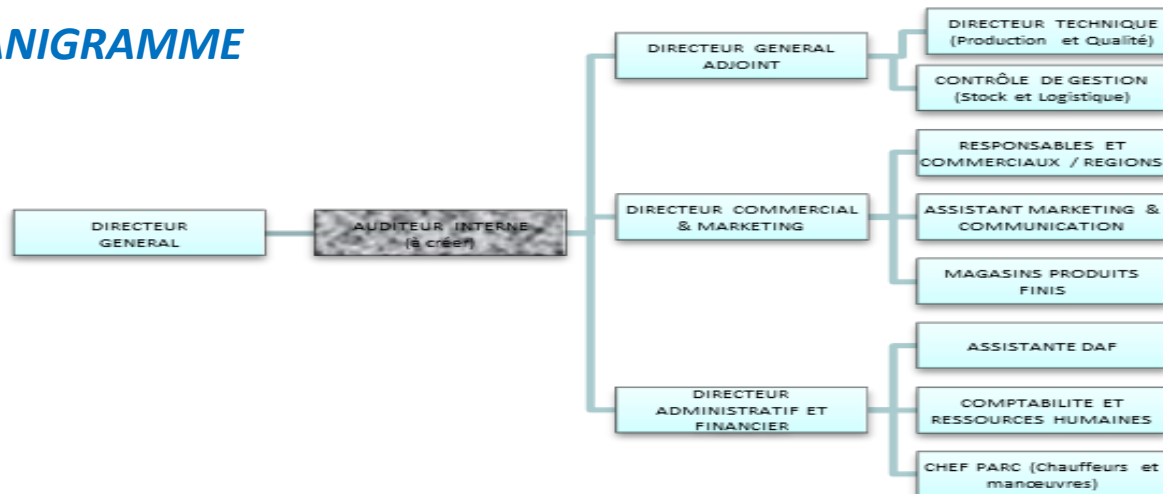 ANIGRAMME
DIRECTEUR
GENERAL
AUDITEUR INTERNE
(à créer)
DIRECTEUR GENERAL
ADJOINT
DIRECTEUR TECHNIQUE
(Production et Qualité)
CONTRÔLE DE GESTION
(Stock et Logistique)
DIRECTEUR COMMERCIAL
& MARKETING
RESPONSABLES ET
COMMERCIAUX / REGIONS
ASSISTANT MARKETING &
COMMUNICATION
MAGASINS PRODUITS
FINIS
DIRECTEUR
ADMINISTRATIF ET
FINANCIER
ASSISTANTE DAF
COMPTABILITE ET
RESSOURCES HUMAINES
CHEF PARC (Chauffeurs et
manœuvres)